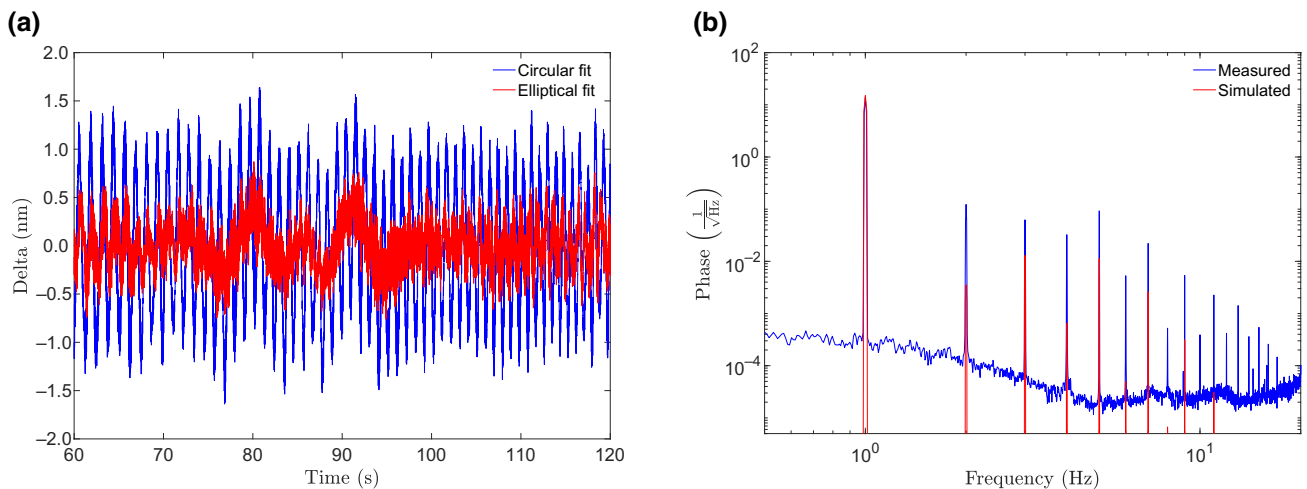 (a)
2.0
1.5
1.0
0.5
0.0
−0.5
−1.0
−1.5
−2.0
Delta (nm)
60 70 80 90 100 110 120
Time (s)
Circular fit
Elliptical fit
(b)
10^2
10^0
10^−2
10^−4
Phase (1/√Hz)
10^0 10^1
Frequency (Hz)
Measured
Simulated